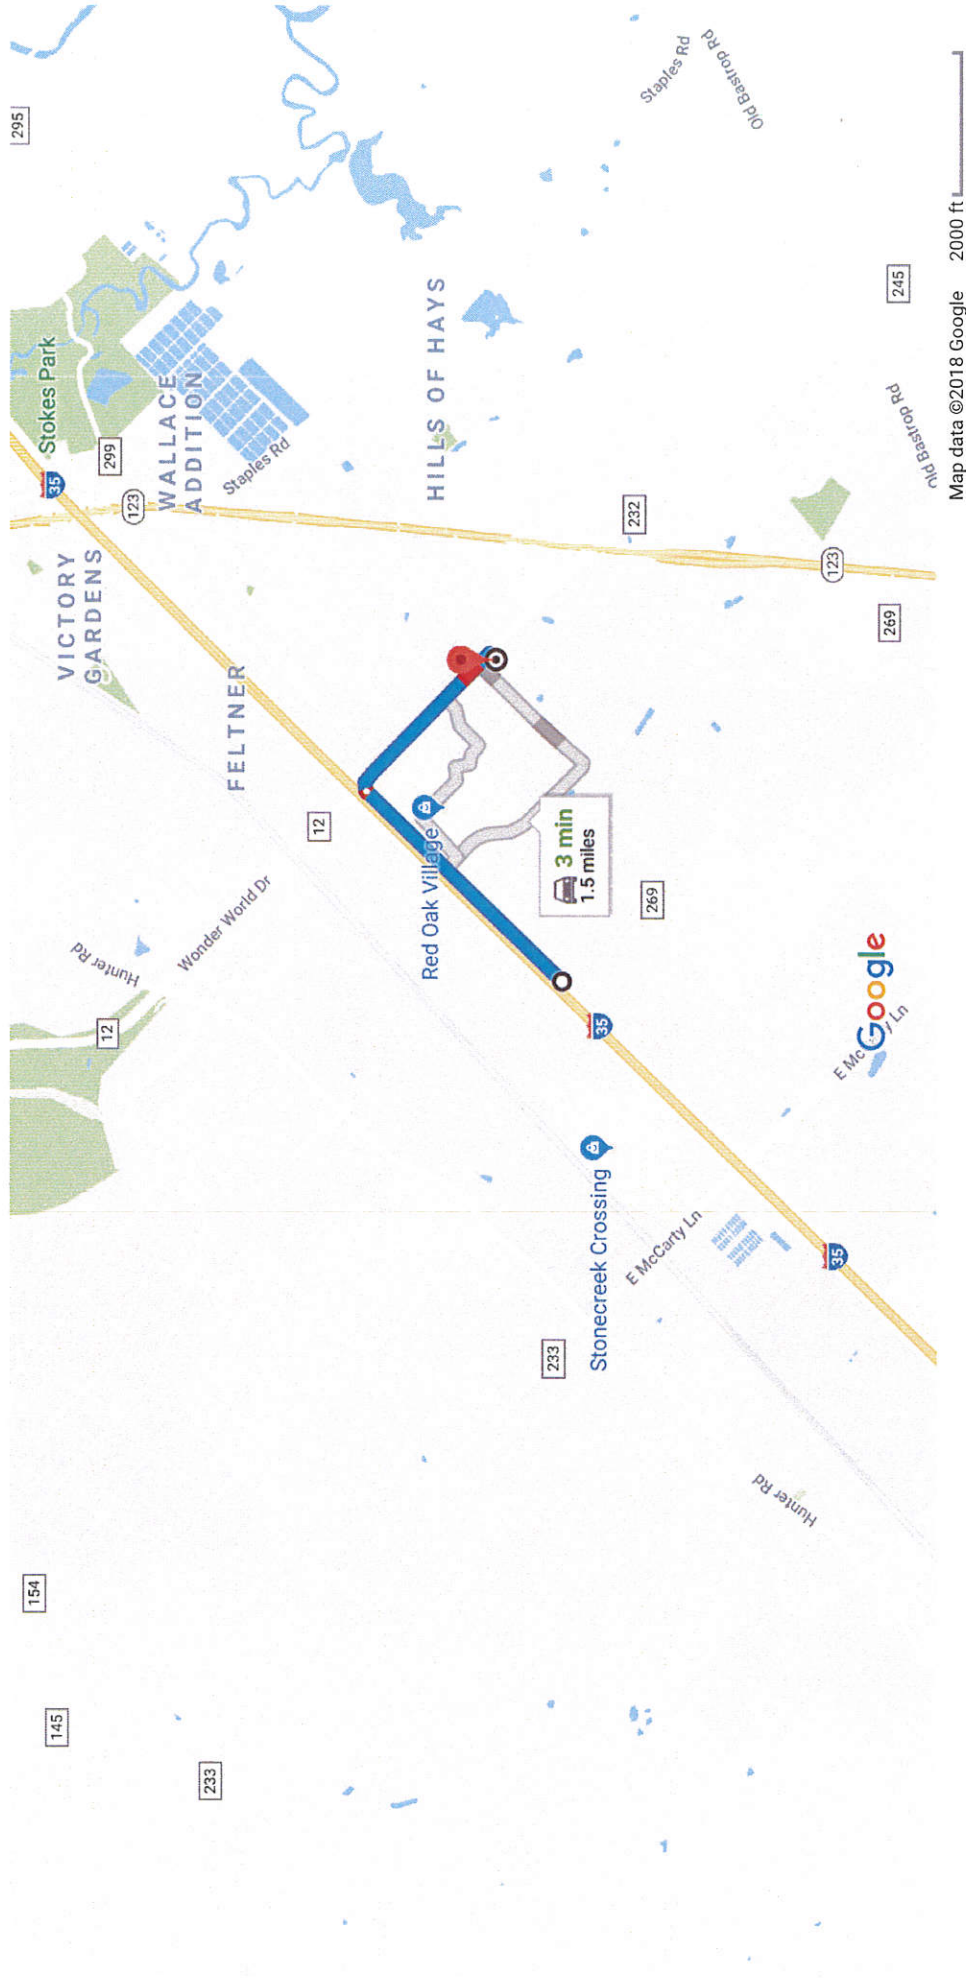 295
Stokes Park
35
299
123
VICTORY
GARDENS
WALLACE
ADDITION
Staples Rd
FELTNER
HILLS OF HAYS
Staples Rd
Old Bastrop Rd
232
123
245
Old Bastrop Rd
269
12
Red Oak Village
3 min
1.5 miles
269
Wonder World Dr
Hunter Rd
12
35
E Mc
y Ln
Google
Stonecreek Crossing
E McCarty Ln
35
233
Hunter Rd
154
145
233
Map data ©2018 Google
2000 ft